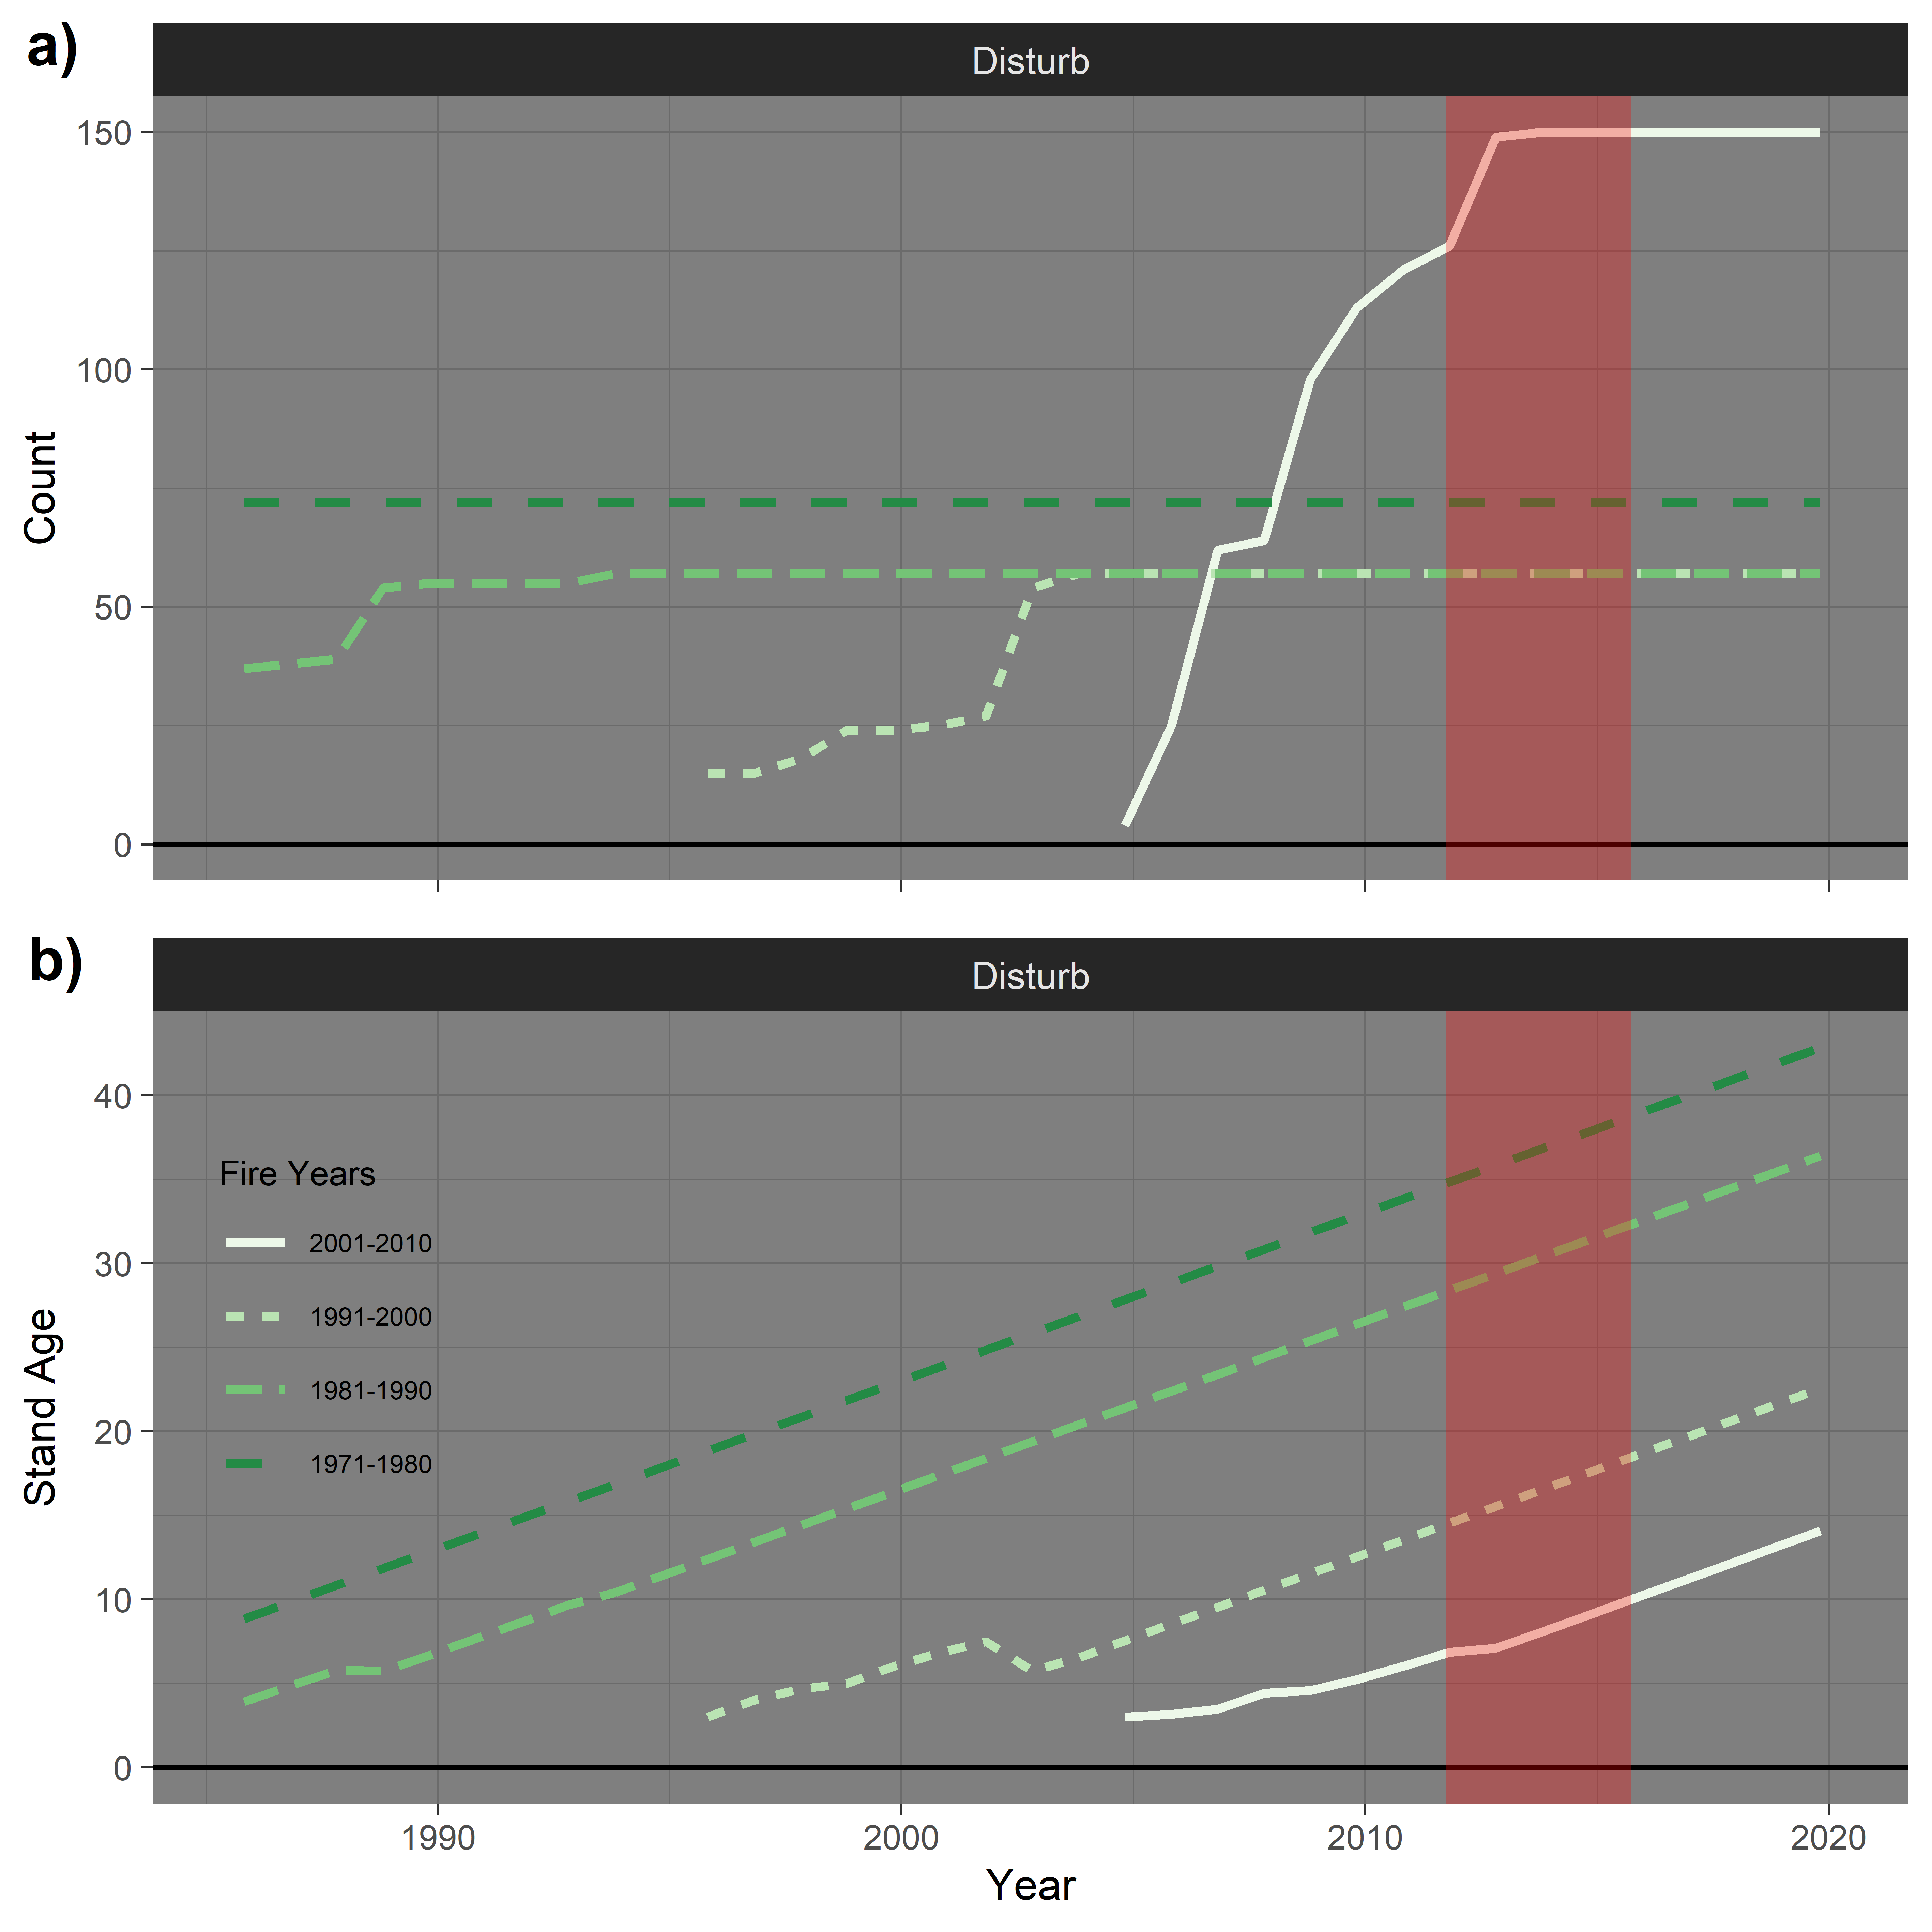 a)
Disturb
150
100
50
0
Count
b)
Disturb
40
30
20
10
0
Stand Age
Fire Years
2001-2010
1991-2000
1981-1990
1971-1980
1990 2000 2010 2020
Year